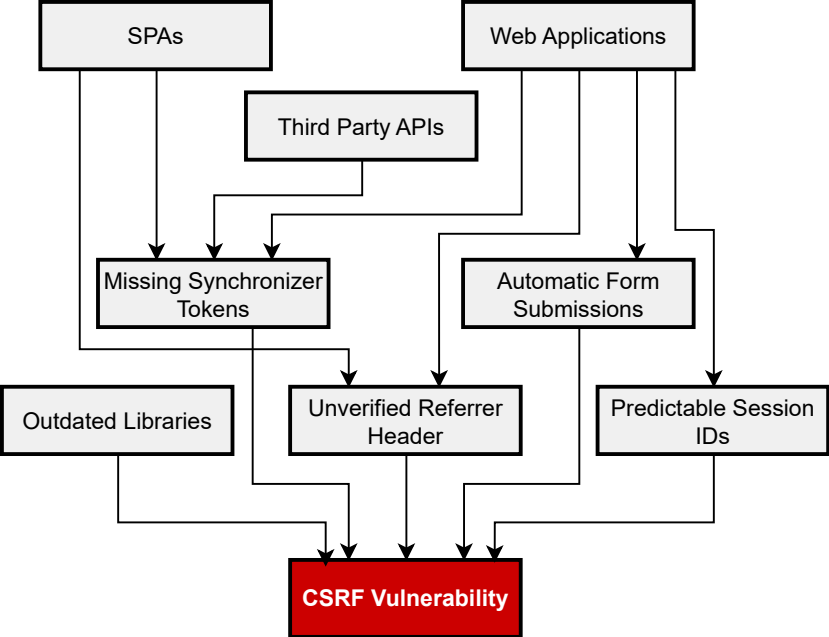 SPAs
Web Applications
Third Party APIs
Missing Synchronizer
Tokens
Automatic Form
Submissions
Outdated Libraries
Unverified Referrer
Header
Predictable Session
IDs
CSRF Vulnerability